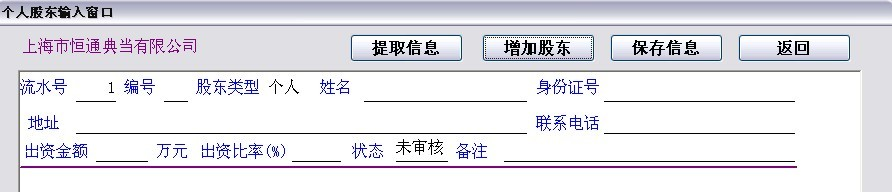 个人股东输入窗口
上海市恒通典当有限公司 提取信息 增加股东 保存信息 返回
流水号 1 编号 股东类型 个人 姓名 身份证号
地址 联系电话
出资金额 万元 出资比率(%) 状态 未审核 备注